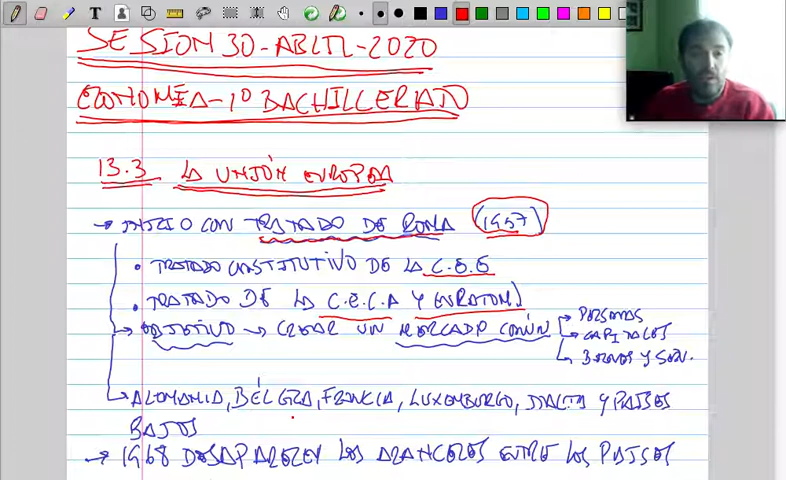 SESION 30-ABRIL-2020
ECONOMÍA-1º BACHILLERATO
13.3 LA UNIÓN EUROPEA
→ INICIO CON TRATADO DE ROMA (1957)
• TRATADO CONSTITUTIVO DE LA C.E.E
• TRATADO DE LA C.E.C.A Y EURATOM)
→ OBJETIVO → CREAR UN MERCADO COMÚN → PERSONAS
→ CAPITALES
→ BIENES Y SERV.
→ ALEMANIA, BÉLGICA, FRANCIA, LUXEMBURGO, ITALIA Y PAÍSES
BAJOS
→ 1968 DESAPARECEN LOS ARANCELES ENTRE LOS PAISES